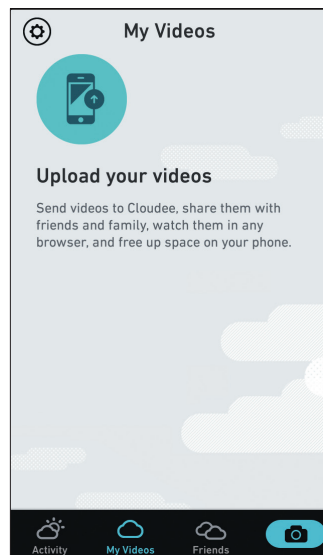 My Videos
Upload your videos
Send videos to Cloudee, share them with
friends and family, watch them in any
browser, and free up space on your phone.
Activity
My Videos
Friends